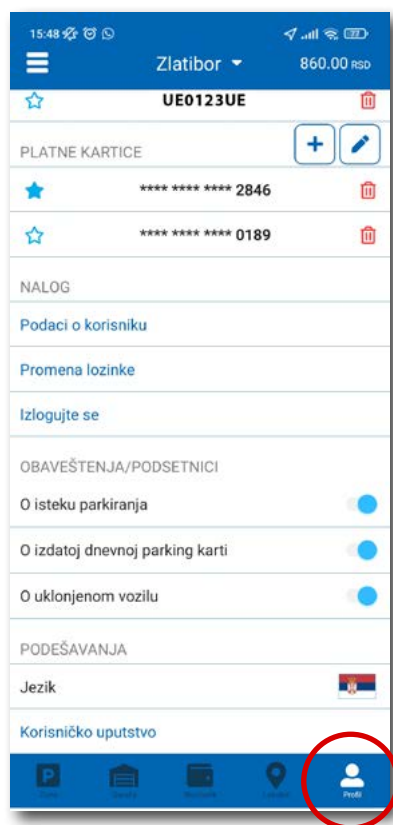 15:48
77
Zlatibor
860.00 RSD
UE0123UE
PLATNE KARTICE
**** **** **** 2846
**** **** **** 0189
NALOG
Podaci o korisniku
Promena lozinke
Izlogujte se
OBAVEŠTENJA/PODSETNICI
O isteku parkiranja
O izdatoj dnevnoj parking karti
O uklonjenom vozilu
PODEŠAVANJA
Jezik
Korisničko uputstvo
P
Profil